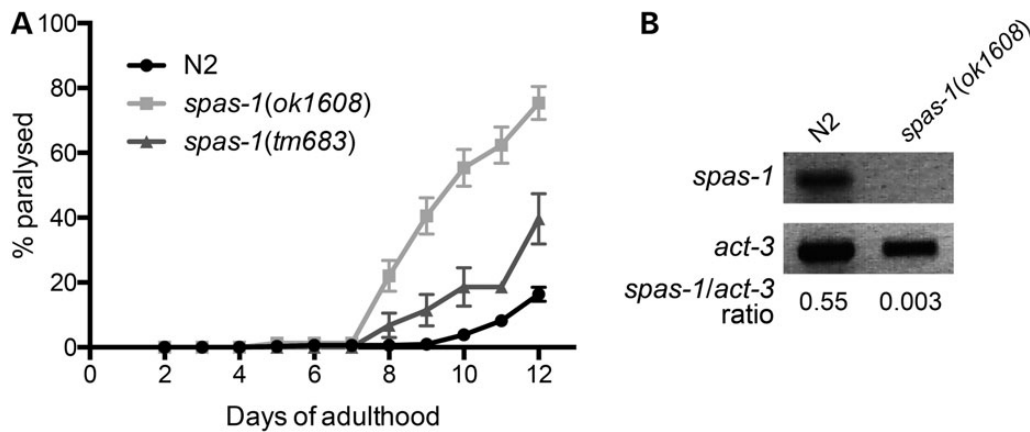 A
100
80
60
40
20
0
% paralysed
N2
spas-1(ok1608)
spas-1(tm683)
0 2 4 6 8 10 12
Days of adulthood
B
N2 spas-1(ok1608)
spas-1
act-3
spas-1/act-3
ratio
0.55 0.003